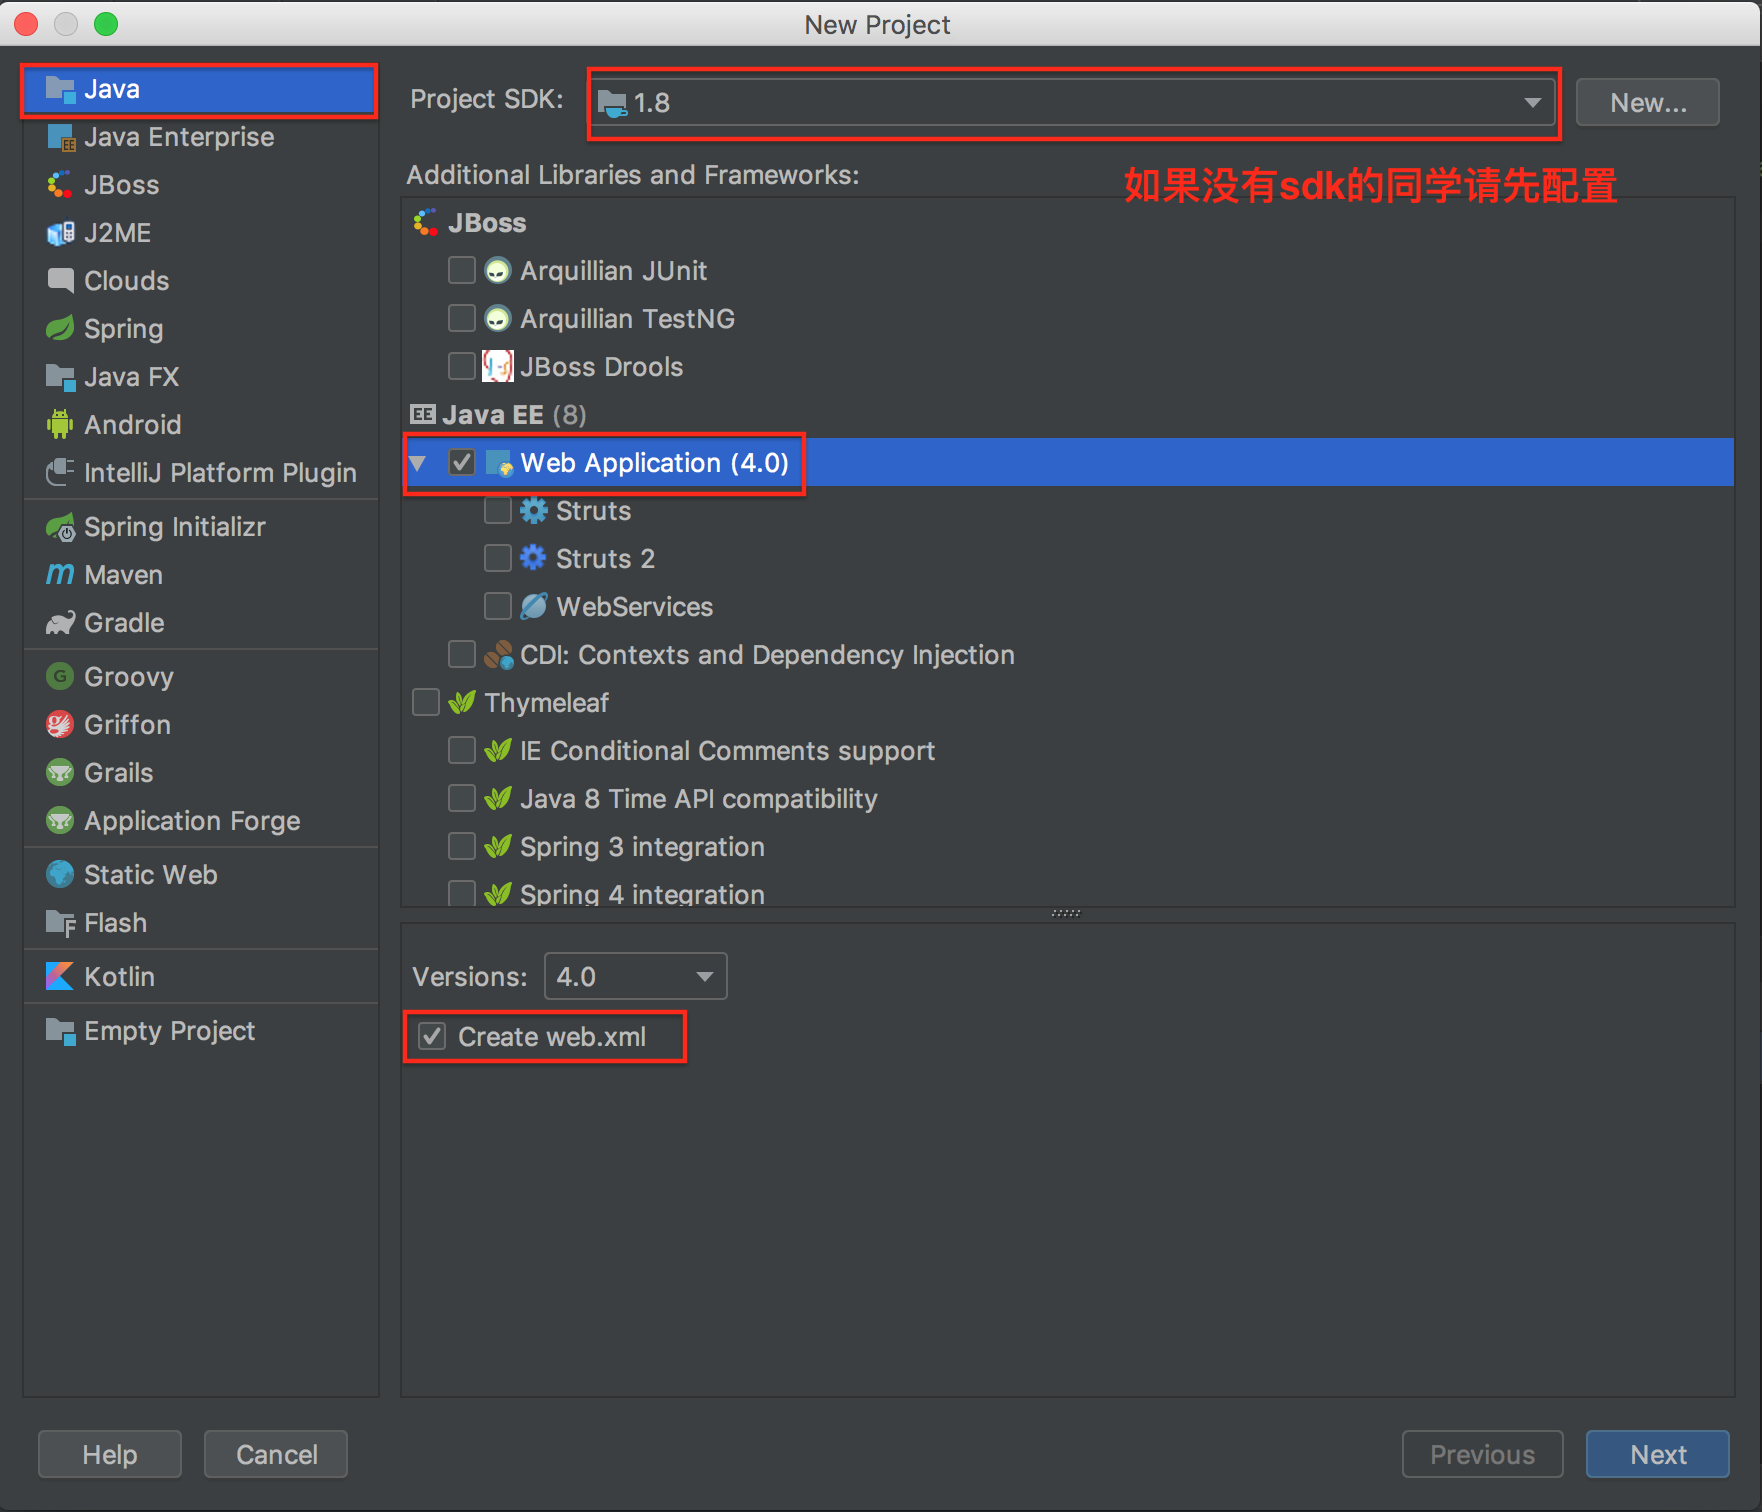 New Project
Java
Java Enterprise
JBoss
J2ME
Clouds
Spring
Java FX
Android
IntelliJ Platform Plugin
Spring Initializr
Maven
Gradle
Groovy
Griffon
Grails
Application Forge
Static Web
Flash
Kotlin
Empty Project
Project SDK: 1.8 New...
Additional Libraries and Frameworks:
如果没有sdk的同学请先配置
JBoss
Arquillian JUnit
Arquillian TestNG
JBoss Drools
Java EE (8)
Web Application (4.0)
Struts
Struts 2
WebServices
CDI: Contexts and Dependency Injection
Thymeleaf
IE Conditional Comments support
Java 8 Time API compatibility
Spring 3 integration
Spring 4 integration
Versions: 4.0
Create web.xml
Help Cancel Previous Next